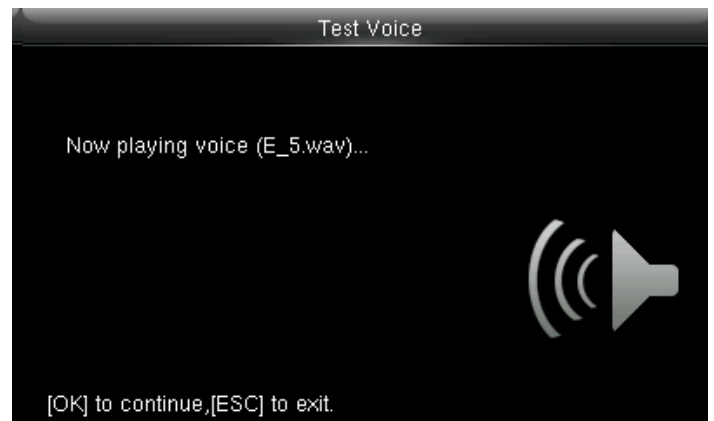 Test Voice
Now playing voice (E_5.wav)...
[OK] to continue,[ESC] to exit.